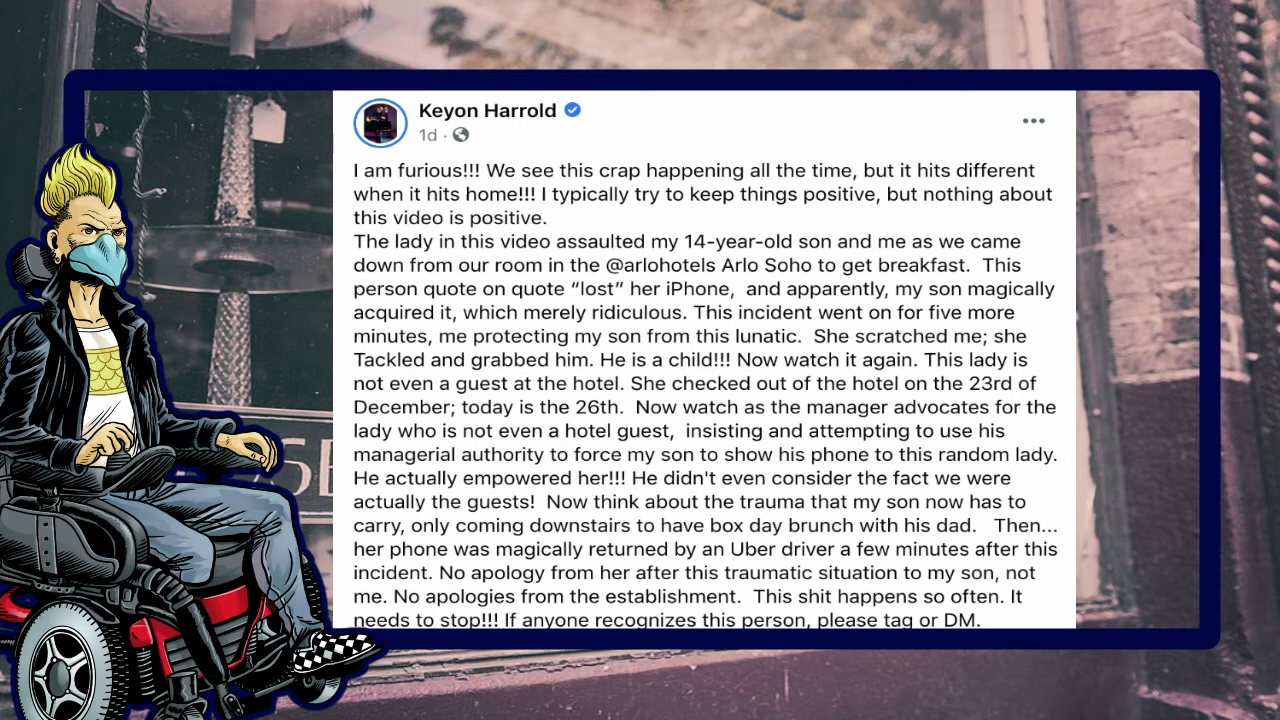 Keyon Harrold
1d ·
I am furious!!! We see this crap happening all the time, but it hits different
when it hits home!!! I typically try to keep things positive, but nothing about
this video is positive.
The lady in this video assaulted my 14-year-old son and me as we came
down from our room in the @arlohotels Arlo Soho to get breakfast.  This
person quote on quote “lost” her iPhone,  and apparently, my son magically
acquired it, which merely ridiculous. This incident went on for five more
minutes, me protecting my son from this lunatic.  She scratched me; she
Tackled and grabbed him. He is a child!!! Now watch it again. This lady is
not even a guest at the hotel. She checked out of the hotel on the 23rd of
December; today is the 26th.  Now watch as the manager advocates for the
lady who is not even a hotel guest,  insisting and attempting to use his
managerial authority to force my son to show his phone to this random lady.
He actually empowered her!!! He didn't even consider the fact we were
actually the guests!  Now think about the trauma that my son now has to
carry, only coming downstairs to have box day brunch with his dad.   Then...
her phone was magically returned by an Uber driver a few minutes after this
incident. No apology from her after this traumatic situation to my son, not
me. No apologies from the establishment.  This shit happens so often. It
needs to stop!!! If anyone recognizes this person, please tag or DM.